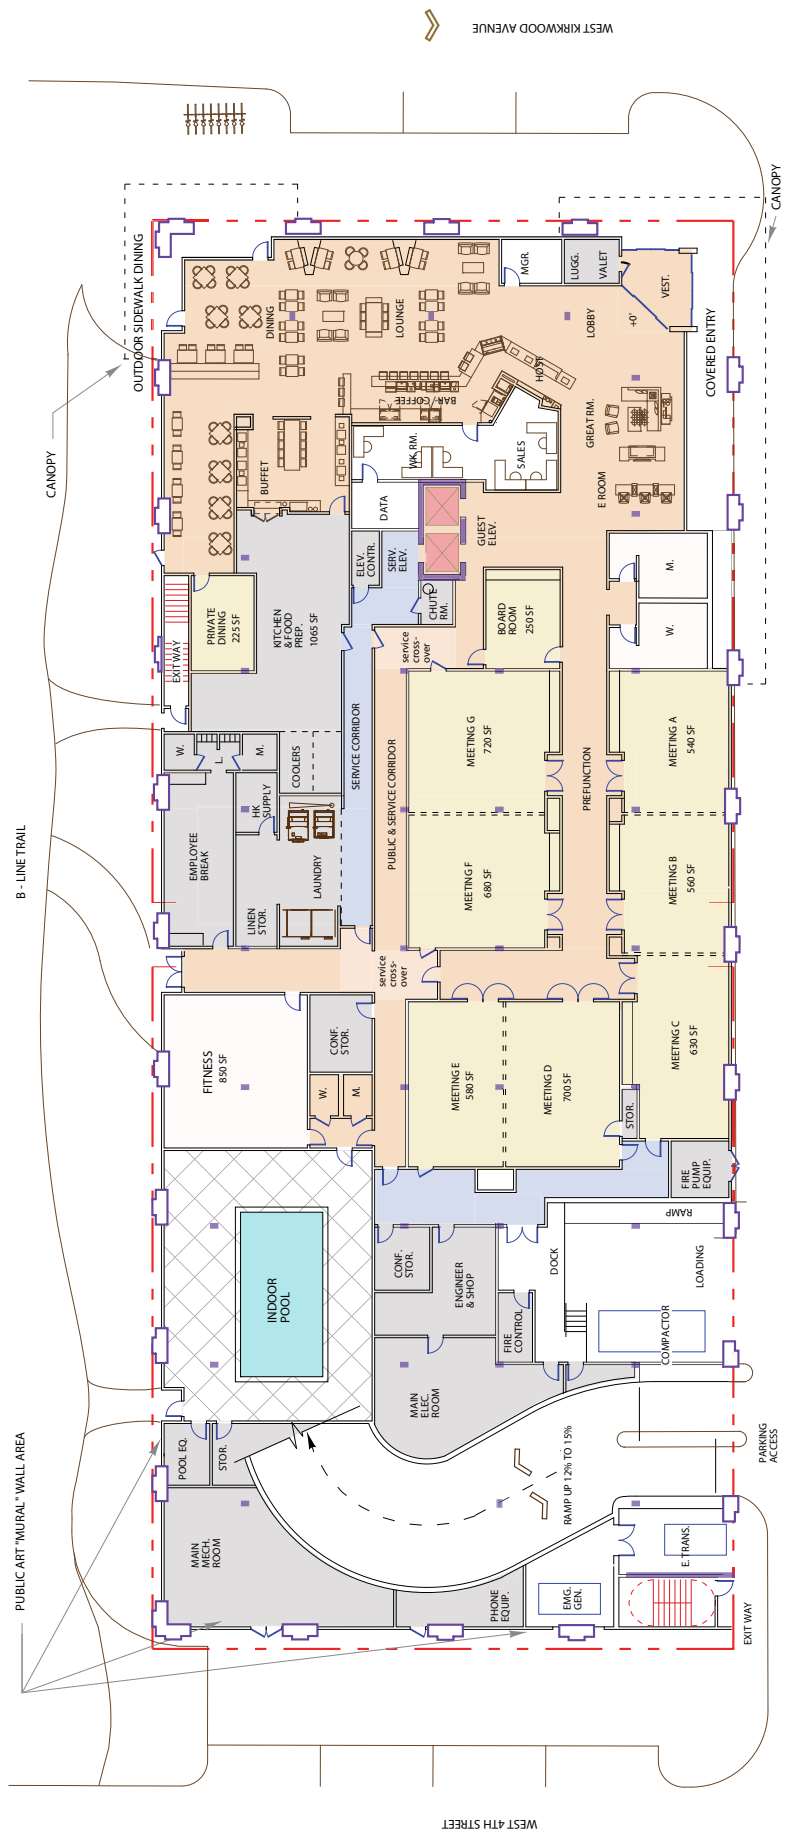 WEST KIRKWOOD AVENUE
CANOPY
OUTDOOR SIDEWALK DINING
MGR.
LUGG.
VALET
VEST.
+0'
LOBBY
COVERED ENTRY
DINING
LOUNGE
HOST
BAR/COFFEE
GREAT RM.
CANOPY
BUFFET
WK. RM.
SALES
E ROOM
DATA
GUEST
ELEV.
ELEV.
CONTR.
SERV.
ELEV.
CHUTE
RM.
M.
W.
EXIT WAY
PRIVATE
DINING
225 SF
KITCHEN
& FOOD
PREP.
1065 SF
BOARD
ROOM
250 SF
service
cross-
over
SERVICE CORRIDOR
MEETING G
720 SF
MEETING A
540 SF
W.
L.
M.
COOLERS
PREFUNCTION
PUBLIC & SERVICE CORRIDOR
B - LINE TRAIL
EMPLOYEE
BREAK
HK
SUPPLY
LINEN
STOR.
LAUNDRY
MEETING F
680 SF
MEETING B
560 SF
service
cross-
over
FITNESS
850 SF
CONF.
STOR.
W.
M.
MEETING E
580 SF
MEETING D
700 SF
MEETING C
630 SF
STOR.
FIRE
PUMP
EQUIP.
RAMP
INDOOR
POOL
CONF.
STOR.
ENGINEER
& SHOP
DOCK
LOADING
FIRE
CONTROL
COMPACTOR
MAIN
ELEC.
ROOM
PUBLIC ART "MURAL" WALL AREA
POOL EQ.
STOR.
RAMP UP 12% TO 15%
PARKING
ACCESS
MAIN
MECH.
ROOM
PHONE
EQUIP.
EMG.
GEN.
E. TRANS.
EXIT WAY
WEST 4TH STREET